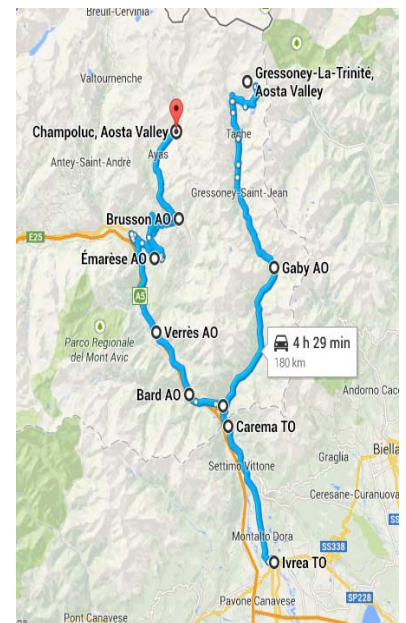 Breuil-Cervinia
Gressoney-La-Trinité,
Aosta Valley
Valtournenche
Champoluc, Aosta Valley
Tache
Ayas
Antey-Saint-André
Gressoney-Saint-Jean
Brusson AO
E25
Émarèse AO
Gaby AO
A5
Verrès AO
Parco Regionale
del Mont Avic
4 h 29 min
180 km
Bard AO
Andorno Cac
Carema TO
Settimo Vittone
Graglia
Biella
Ceresane-Curanuova
Montalto Dora
SS338
SS
Ivrea TO
SP228
Pavone Canavese
Pont Canavese